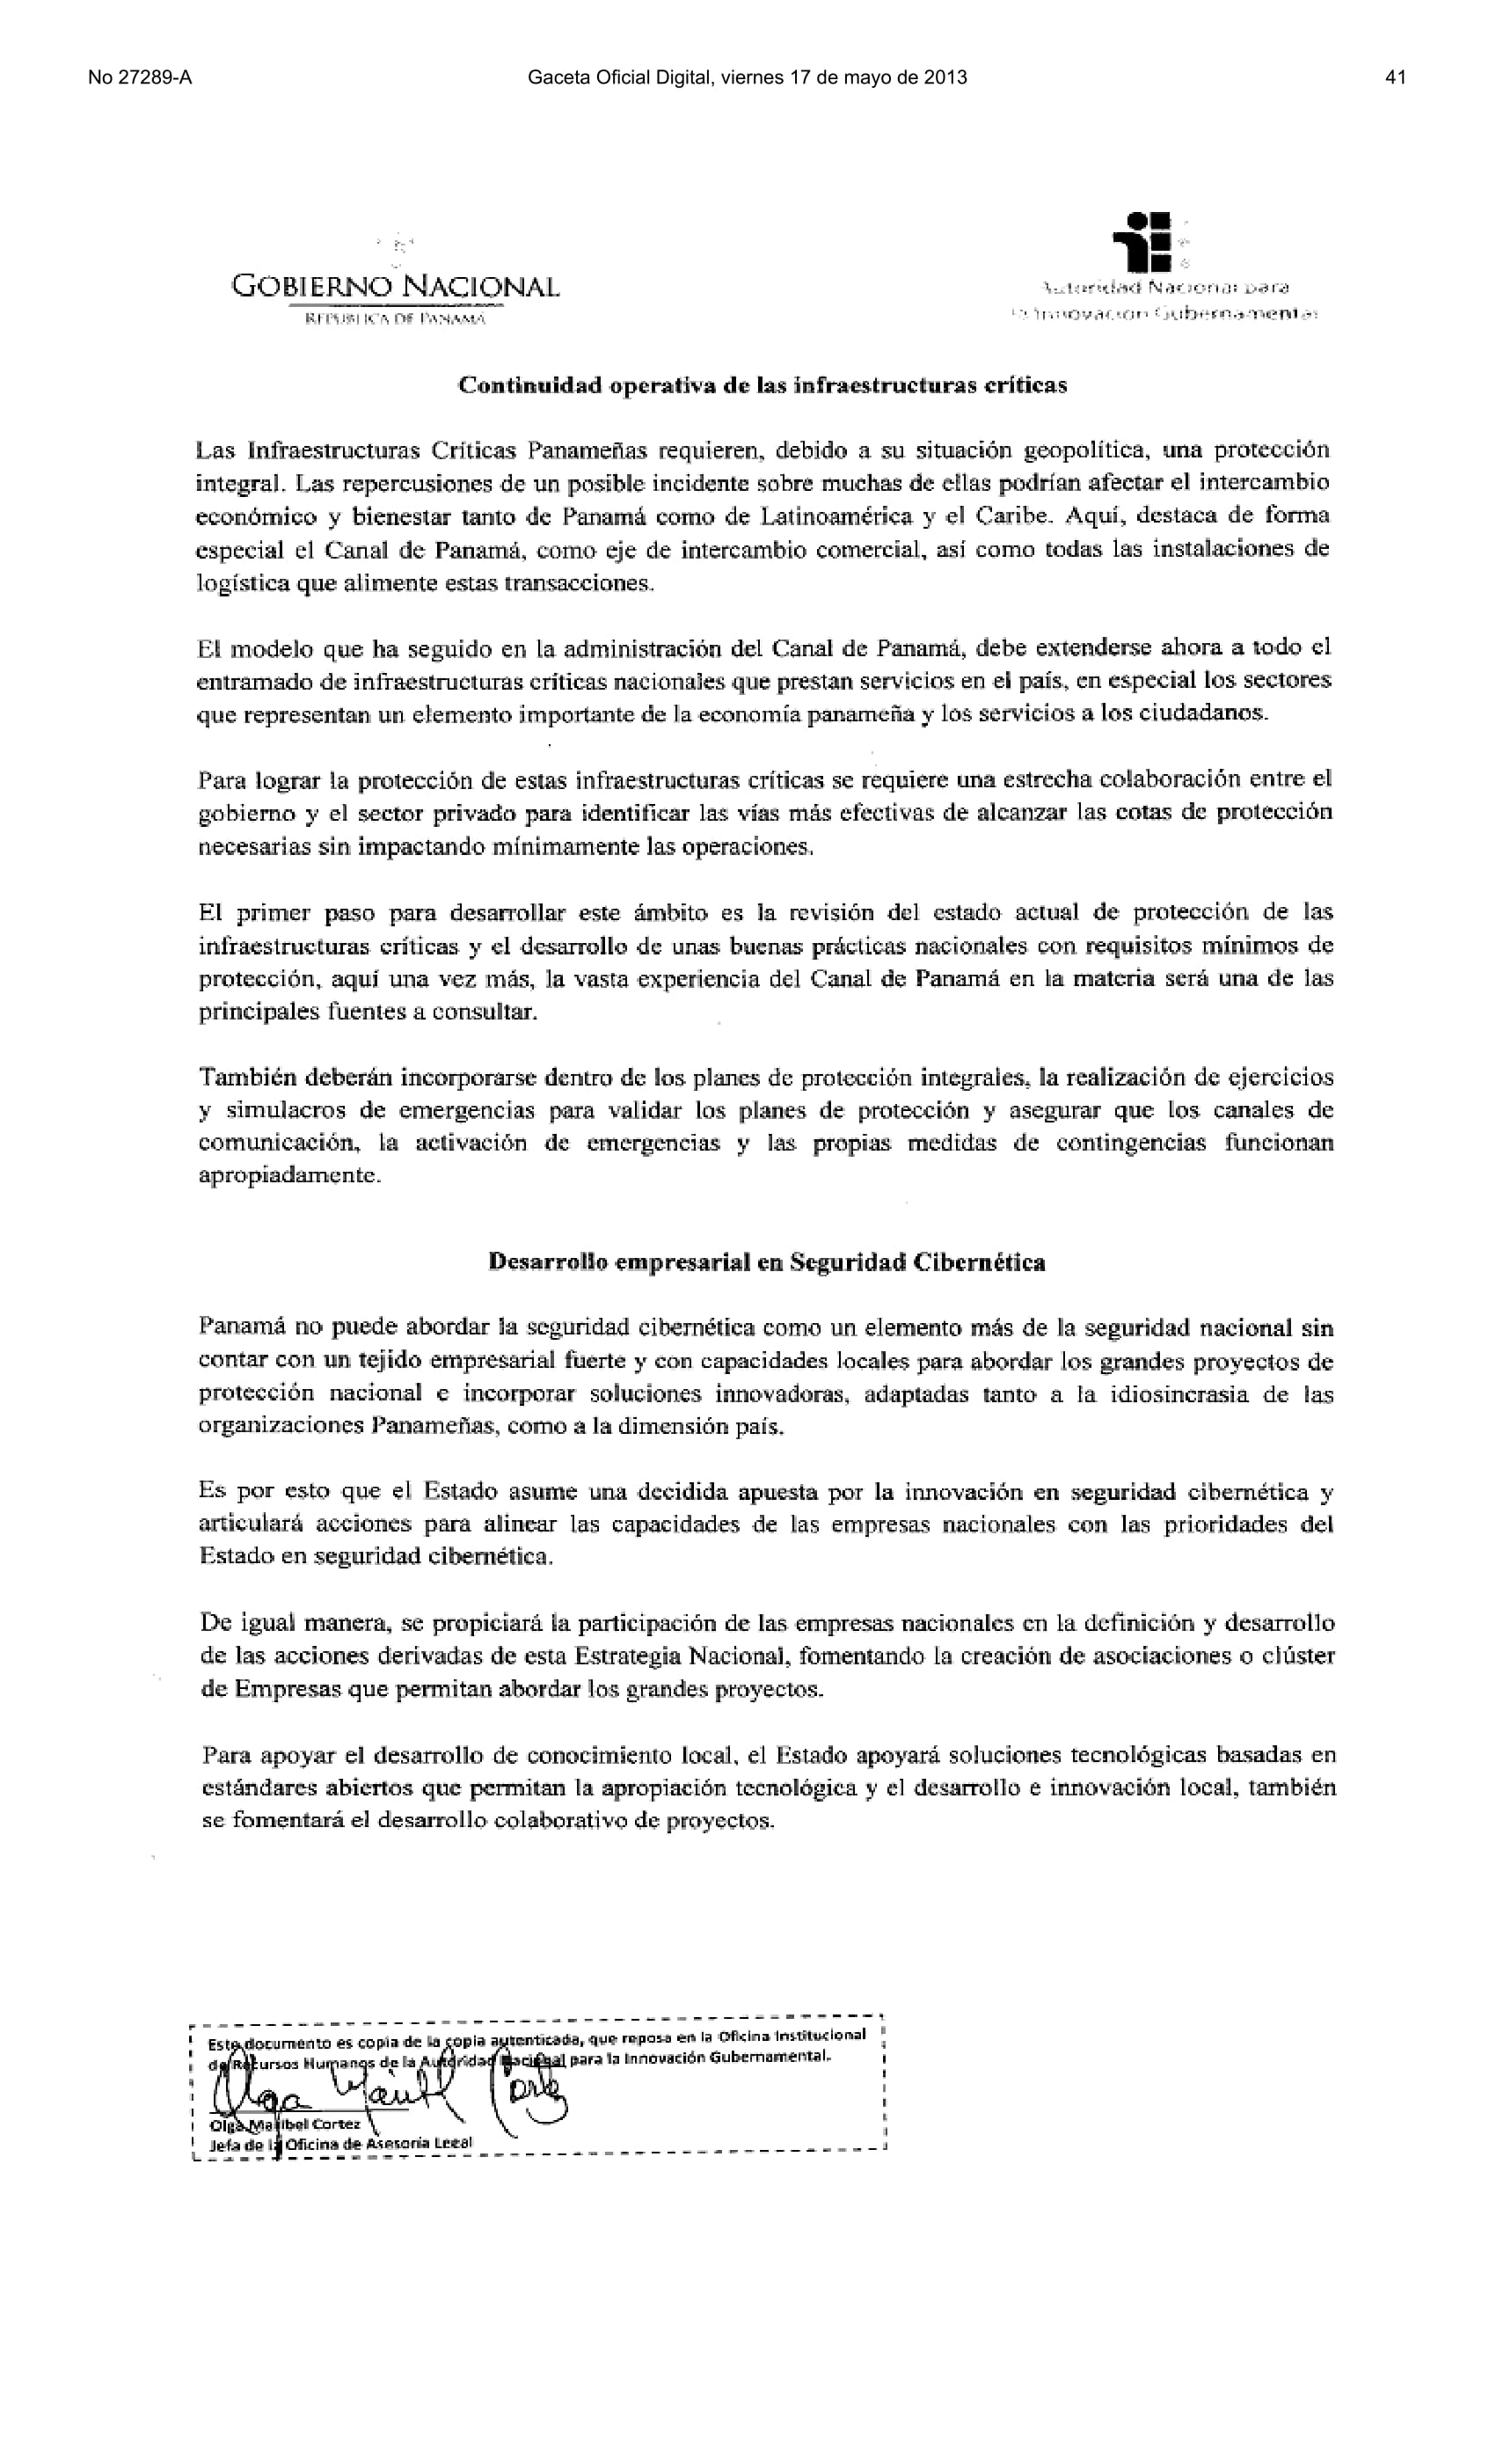 No 27289-A Gaceta Oficial Digital, viernes 17 de mayo de 2013 41
GOBIERNO NACIONAL
REPÚBLICA DE PANAMÁ
Autoridad Nacional para
la Innovación Gubernamental
Continuidad operativa de las infraestructuras críticas
Las Infraestructuras Críticas Panameñas requieren, debido a su situación geopolítica, una protección
integral. Las repercusiones de un posible incidente sobre muchas de ellas podrían afectar el intercambio
económico y bienestar tanto de Panamá como de Latinoamérica y el Caribe. Aquí, destaca de forma
especial el Canal de Panamá, como eje de intercambio comercial, así como todas las instalaciones de
logística que alimente estas transacciones.
El modelo que ha seguido en la administración del Canal de Panamá, debe extenderse ahora a todo el
entramado de infraestructuras críticas nacionales que prestan servicios en el país, en especial los sectores
que representan un elemento importante de la economía panameña y los servicios a los ciudadanos.
Para lograr la protección de estas infraestructuras críticas se requiere una estrecha colaboración entre el
gobierno y el sector privado para identificar las vías más efectivas de alcanzar las cotas de protección
necesarias sin impactando mínimamente las operaciones.
El primer paso para desarrollar este ámbito es la revisión del estado actual de protección de las
infraestructuras críticas y el desarrollo de unas buenas prácticas nacionales con requisitos mínimos de
protección, aquí una vez más, la vasta experiencia del Canal de Panamá en la materia será una de las
principales fuentes a consultar.
También deberán incorporarse dentro de los planes de protección integrales, la realización de ejercicios
y simulacros de emergencias para validar los planes de protección y asegurar que los canales de
comunicación, la activación de emergencias y las propias medidas de contingencias funcionan
apropiadamente.
Desarrollo empresarial en Seguridad Cibernética
Panamá no puede abordar la seguridad cibernética como un elemento más de la seguridad nacional sin
contar con un tejido empresarial fuerte y con capacidades locales para abordar los grandes proyectos de
protección nacional e incorporar soluciones innovadoras, adaptadas tanto a la idiosincrasia de las
organizaciones Panameñas, como a la dimensión país.
Es por esto que el Estado asume una decidida apuesta por la innovación en seguridad cibernética y
articulará acciones para alinear las capacidades de las empresas nacionales con las prioridades del
Estado en seguridad cibernética.
De igual manera, se propiciará la participación de las empresas nacionales en la definición y desarrollo
de las acciones derivadas de esta Estrategia Nacional, fomentando la creación de asociaciones o clúster
de Empresas que permitan abordar los grandes proyectos.
Para apoyar el desarrollo de conocimiento local, el Estado apoyará soluciones tecnológicas basadas en
estándares abiertos que permitan la apropiación tecnológica y el desarrollo e innovación local, también
se fomentará el desarrollo colaborativo de proyectos.
Este documento es copia de la copia autenticada, que reposa en la Oficina Institucional
de Recursos Humanos de la Autoridad Nacional para la Innovación Gubernamental.
Olga Maribel Cortez
Olga Maribel Cortez
Jefa de la Oficina de Asesoría Legal